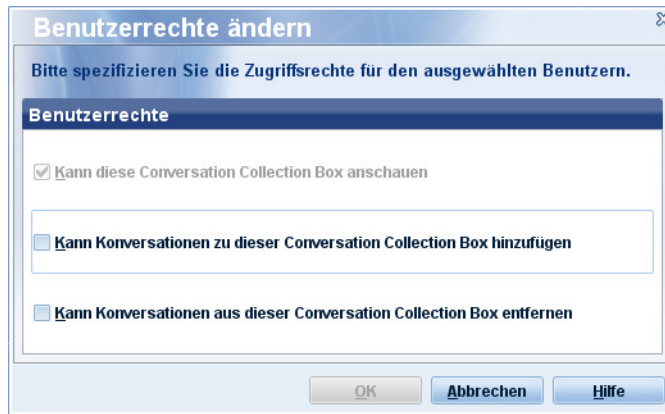 Benutzerrechte ändern
Bitte spezifizieren Sie die Zugriffsrechte für den ausgewählten Benutzern.
Benutzerrechte
Kann diese Conversation Collection Box anschauen
Kann Konversationen zu dieser Conversation Collection Box hinzufügen
Kann Konversationen aus dieser Conversation Collection Box entfernen
OK Abbrechen Hilfe